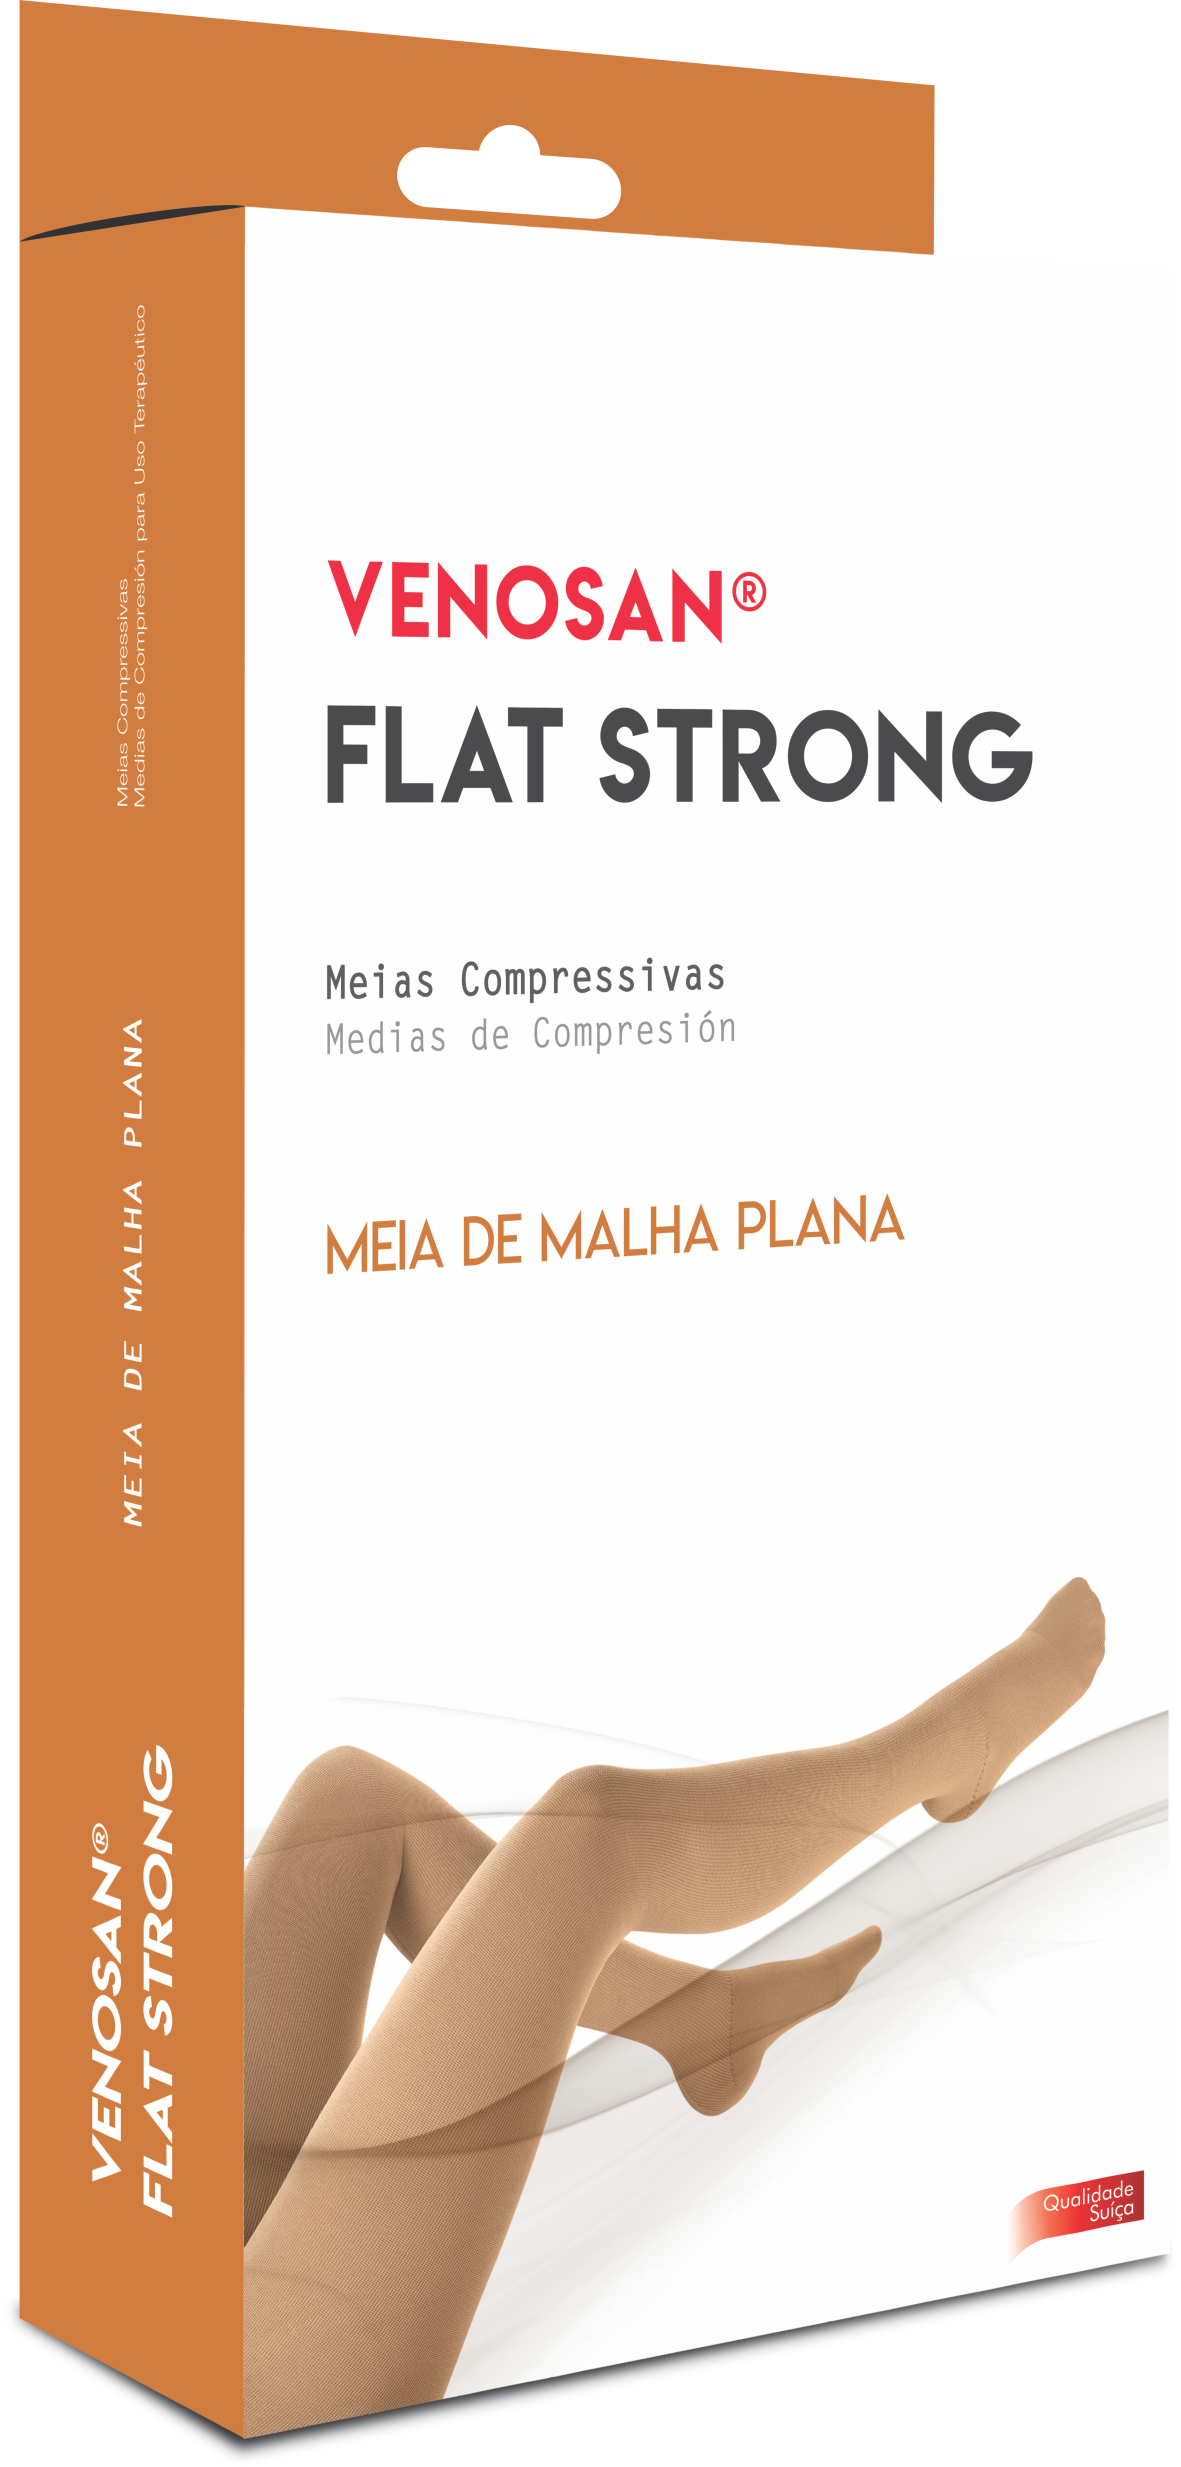 VENOSAN®
FLAT STRONG
Meias Compressivas
Medias de Compresión
MEIA DE MALHA PLANA
Qualidade
Suíça
Meias Compressivas
Medias de Compresión para Uso Terapéutico
MEIA DE MALHA PLANA
VENOSAN®
FLAT STRONG